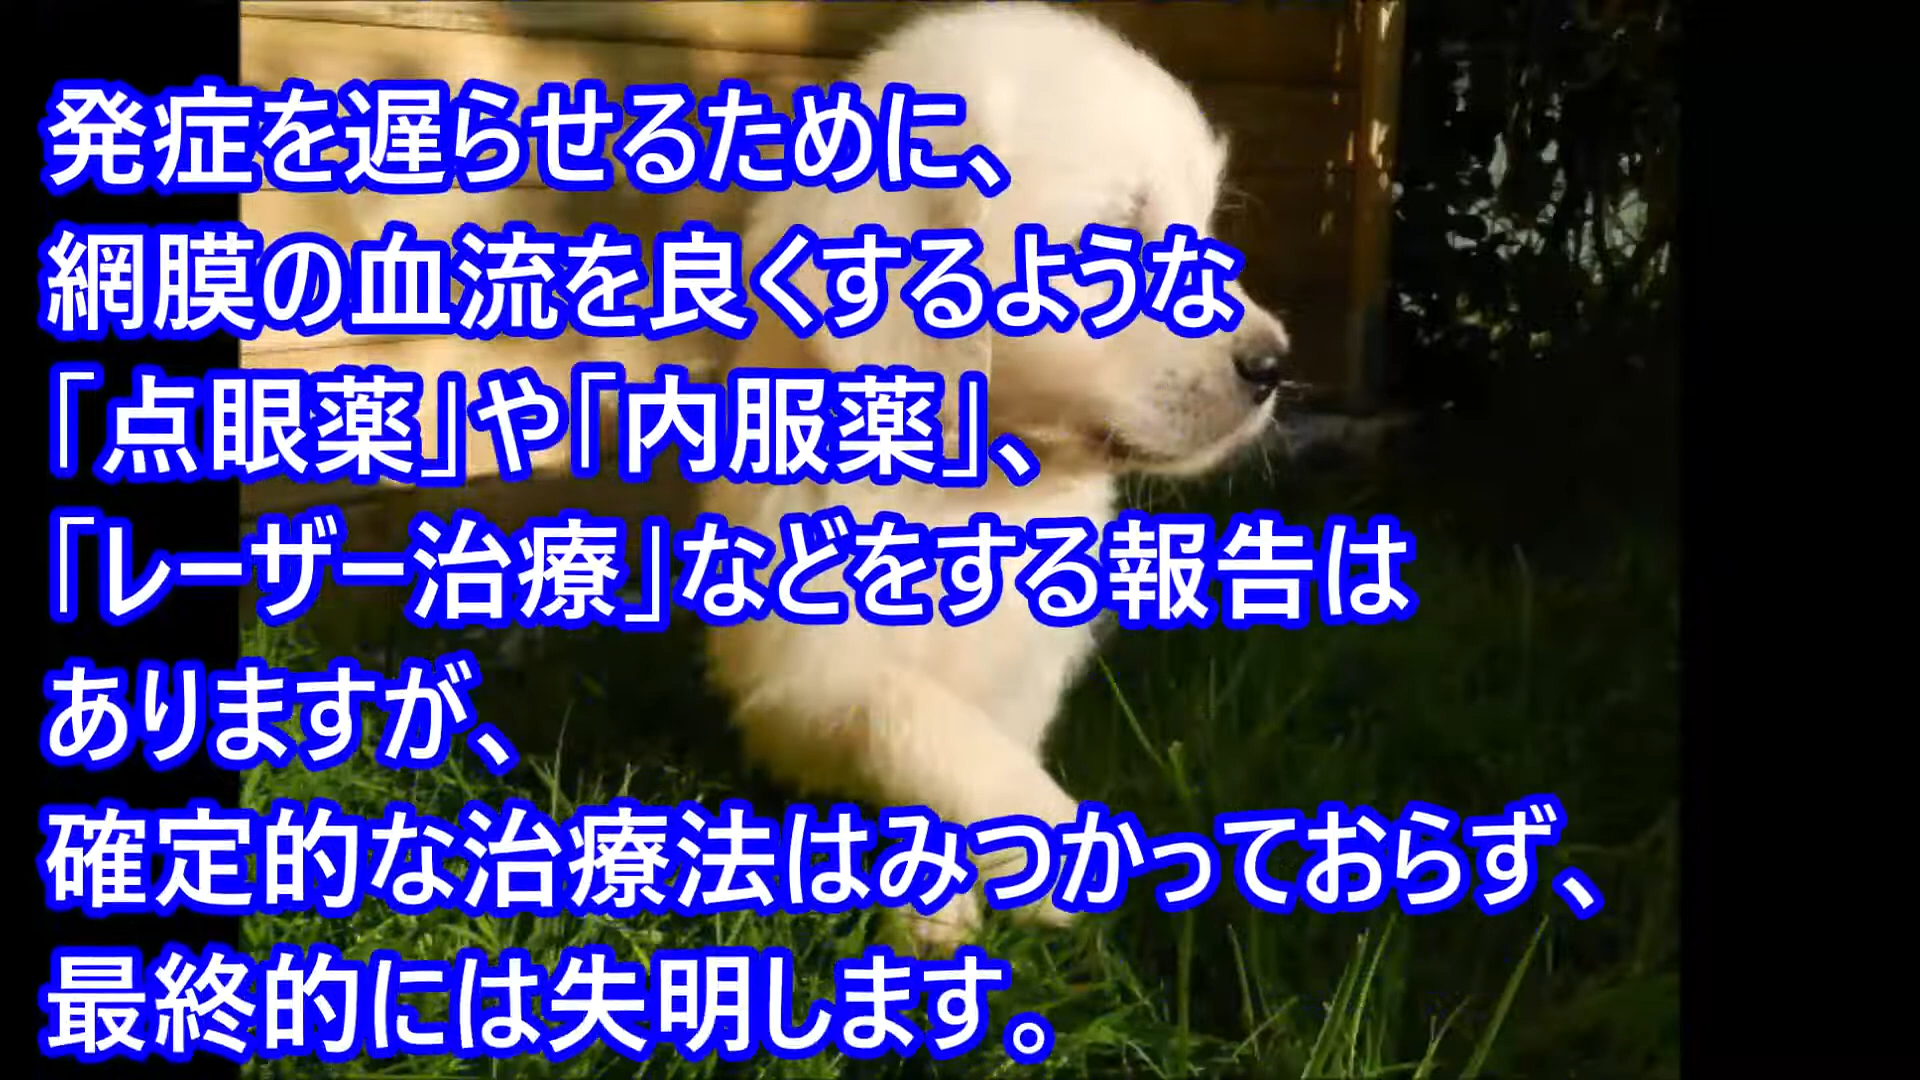 発症を遅らせるために、
網膜の血流を良くするような
「点眼薬」や「内服薬」、
「レーザー治療」などをする報告は
ありますが、
確定的な治療法はみつかっておらず、
最終的には失明します。